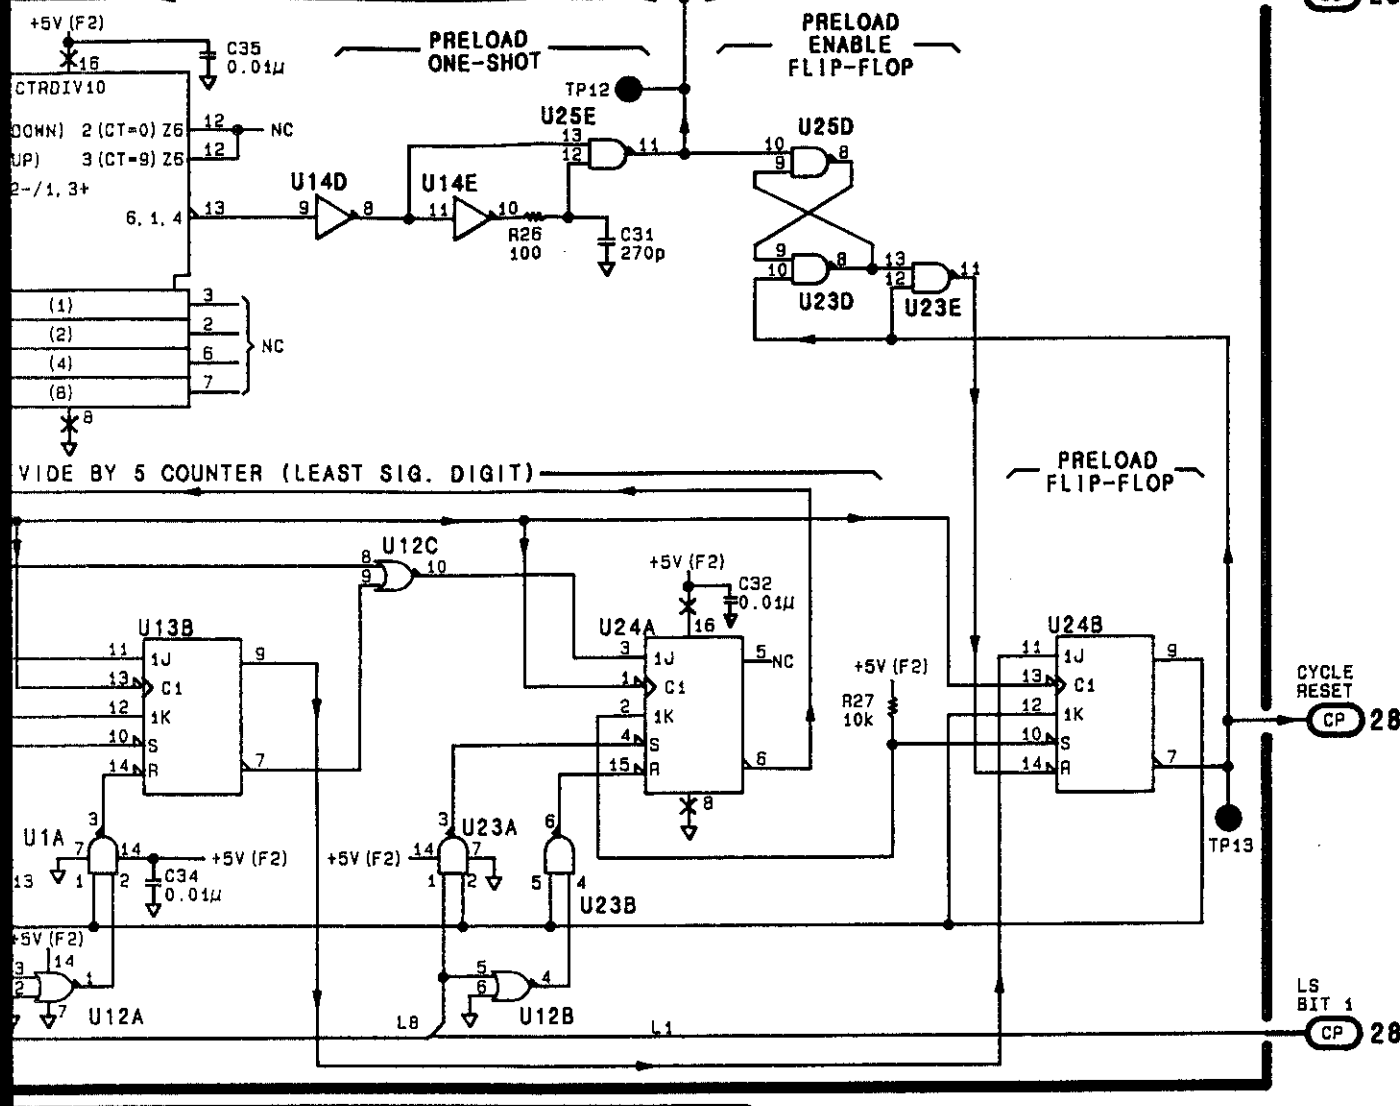 +5V (F2)
C35
0.01µ
16
PRELOAD
ONE-SHOT
PRELOAD
ENABLE
FLIP-FLOP
CTRDIV10
TP12
U25E
U25D
DOWN) 2 (CT=0) Z6
12
NC
UP) 3 (CT=9) Z6
12
2-/1, 3+
6, 1, 4
13
U14D
9
8
U14E
11
10
R26
100
C31
270p
13
12
11
10
9
8
9
10
8
U23D
13
12
11
U23E
(1)
3
(2)
2
(4)
6
(8)
7
NC
8
VIDE BY 5 COUNTER (LEAST SIG. DIGIT)
PRELOAD
FLIP-FLOP
U12C
8
9
10
+5V (F2)
C32
0.01µ
16
U13B
11
1J
9
13
C1
12
1K
10
S
14
R
7
U24A
3
1J
5
NC
1
C1
2
1K
4
S
15
R
6
8
+5V (F2)
R27
10k
U24B
11
1J
9
13
C1
12
1K
10
S
14
R
7
CYCLE
RESET
CP
28
TP13
U1A
3
7
14
+5V (F2)
1
2
C34
0.01µ
13
+5V (F2)
3
U23A
14
7
1
2
6
5
4
U23B
+5V (F2)
14
3
2
1
7
U12A
5
6
4
U12B
L8
L1
LS
BIT 1
CP
28